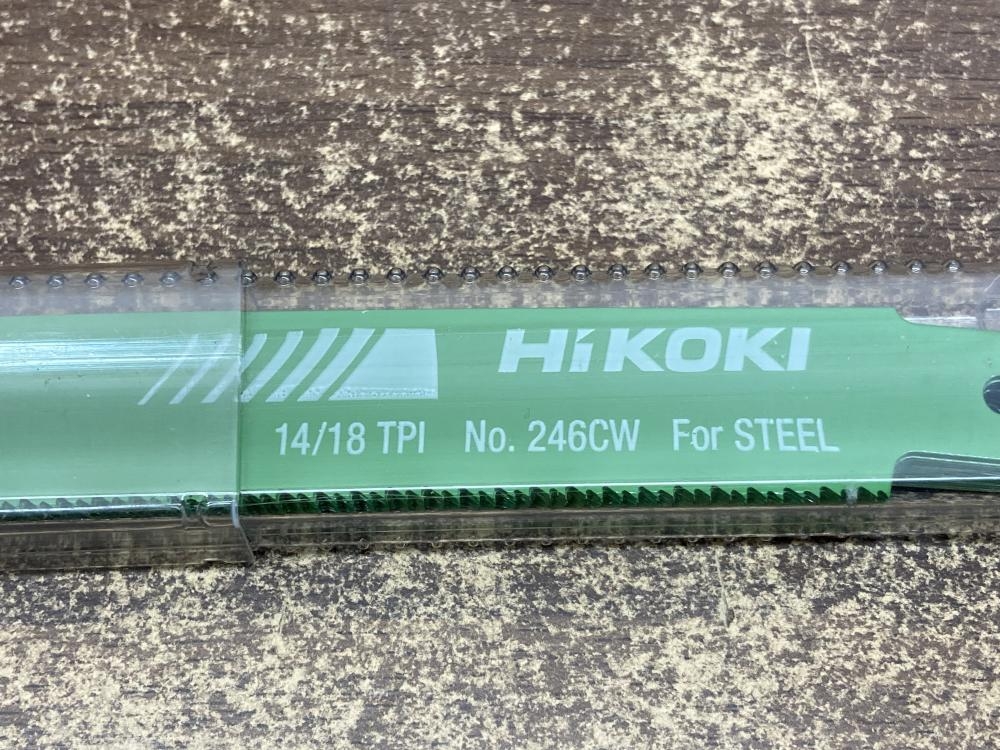 HiKOKI
14/18 TPI No. 246CW For STEEL